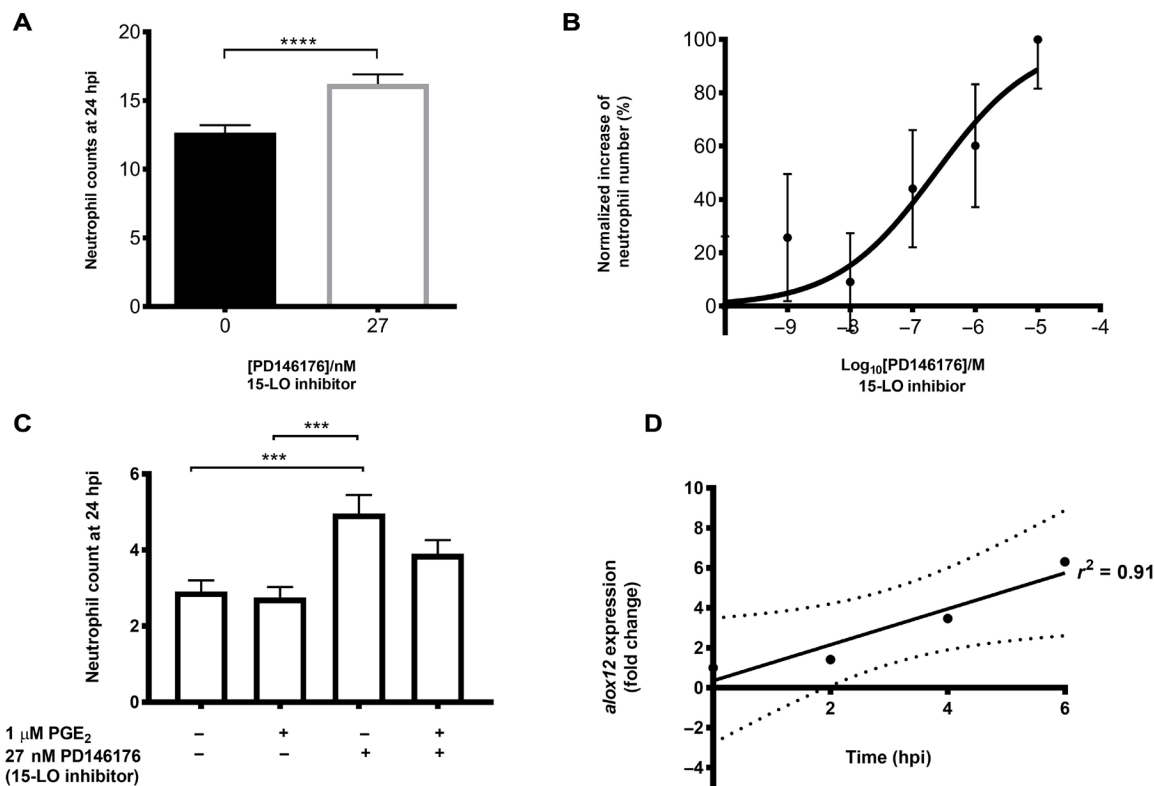 A
Neutrophil counts at 24 hpi
20
15
10
5
0
****
0
27
[PD146176]/nM
15-LO inhibitor
B
Normalized increase of
neutrophil number (%)
100
80
60
40
20
0
–9
–8
–7
–6
–5
-4
Log₁₀[PD146176]/M
15-LO inhibior
C
Neutrophil count at 24 hpi
***
***
6
4
2
0
1 μM PGE₂ – + – +
27 nM PD146176 – – + +
(15-LO inhibitor)
D
alox12 expression
(fold change)
10
8
6
4
2
0
–2
–4
2
4
6
r² = 0.91
Time (hpi)